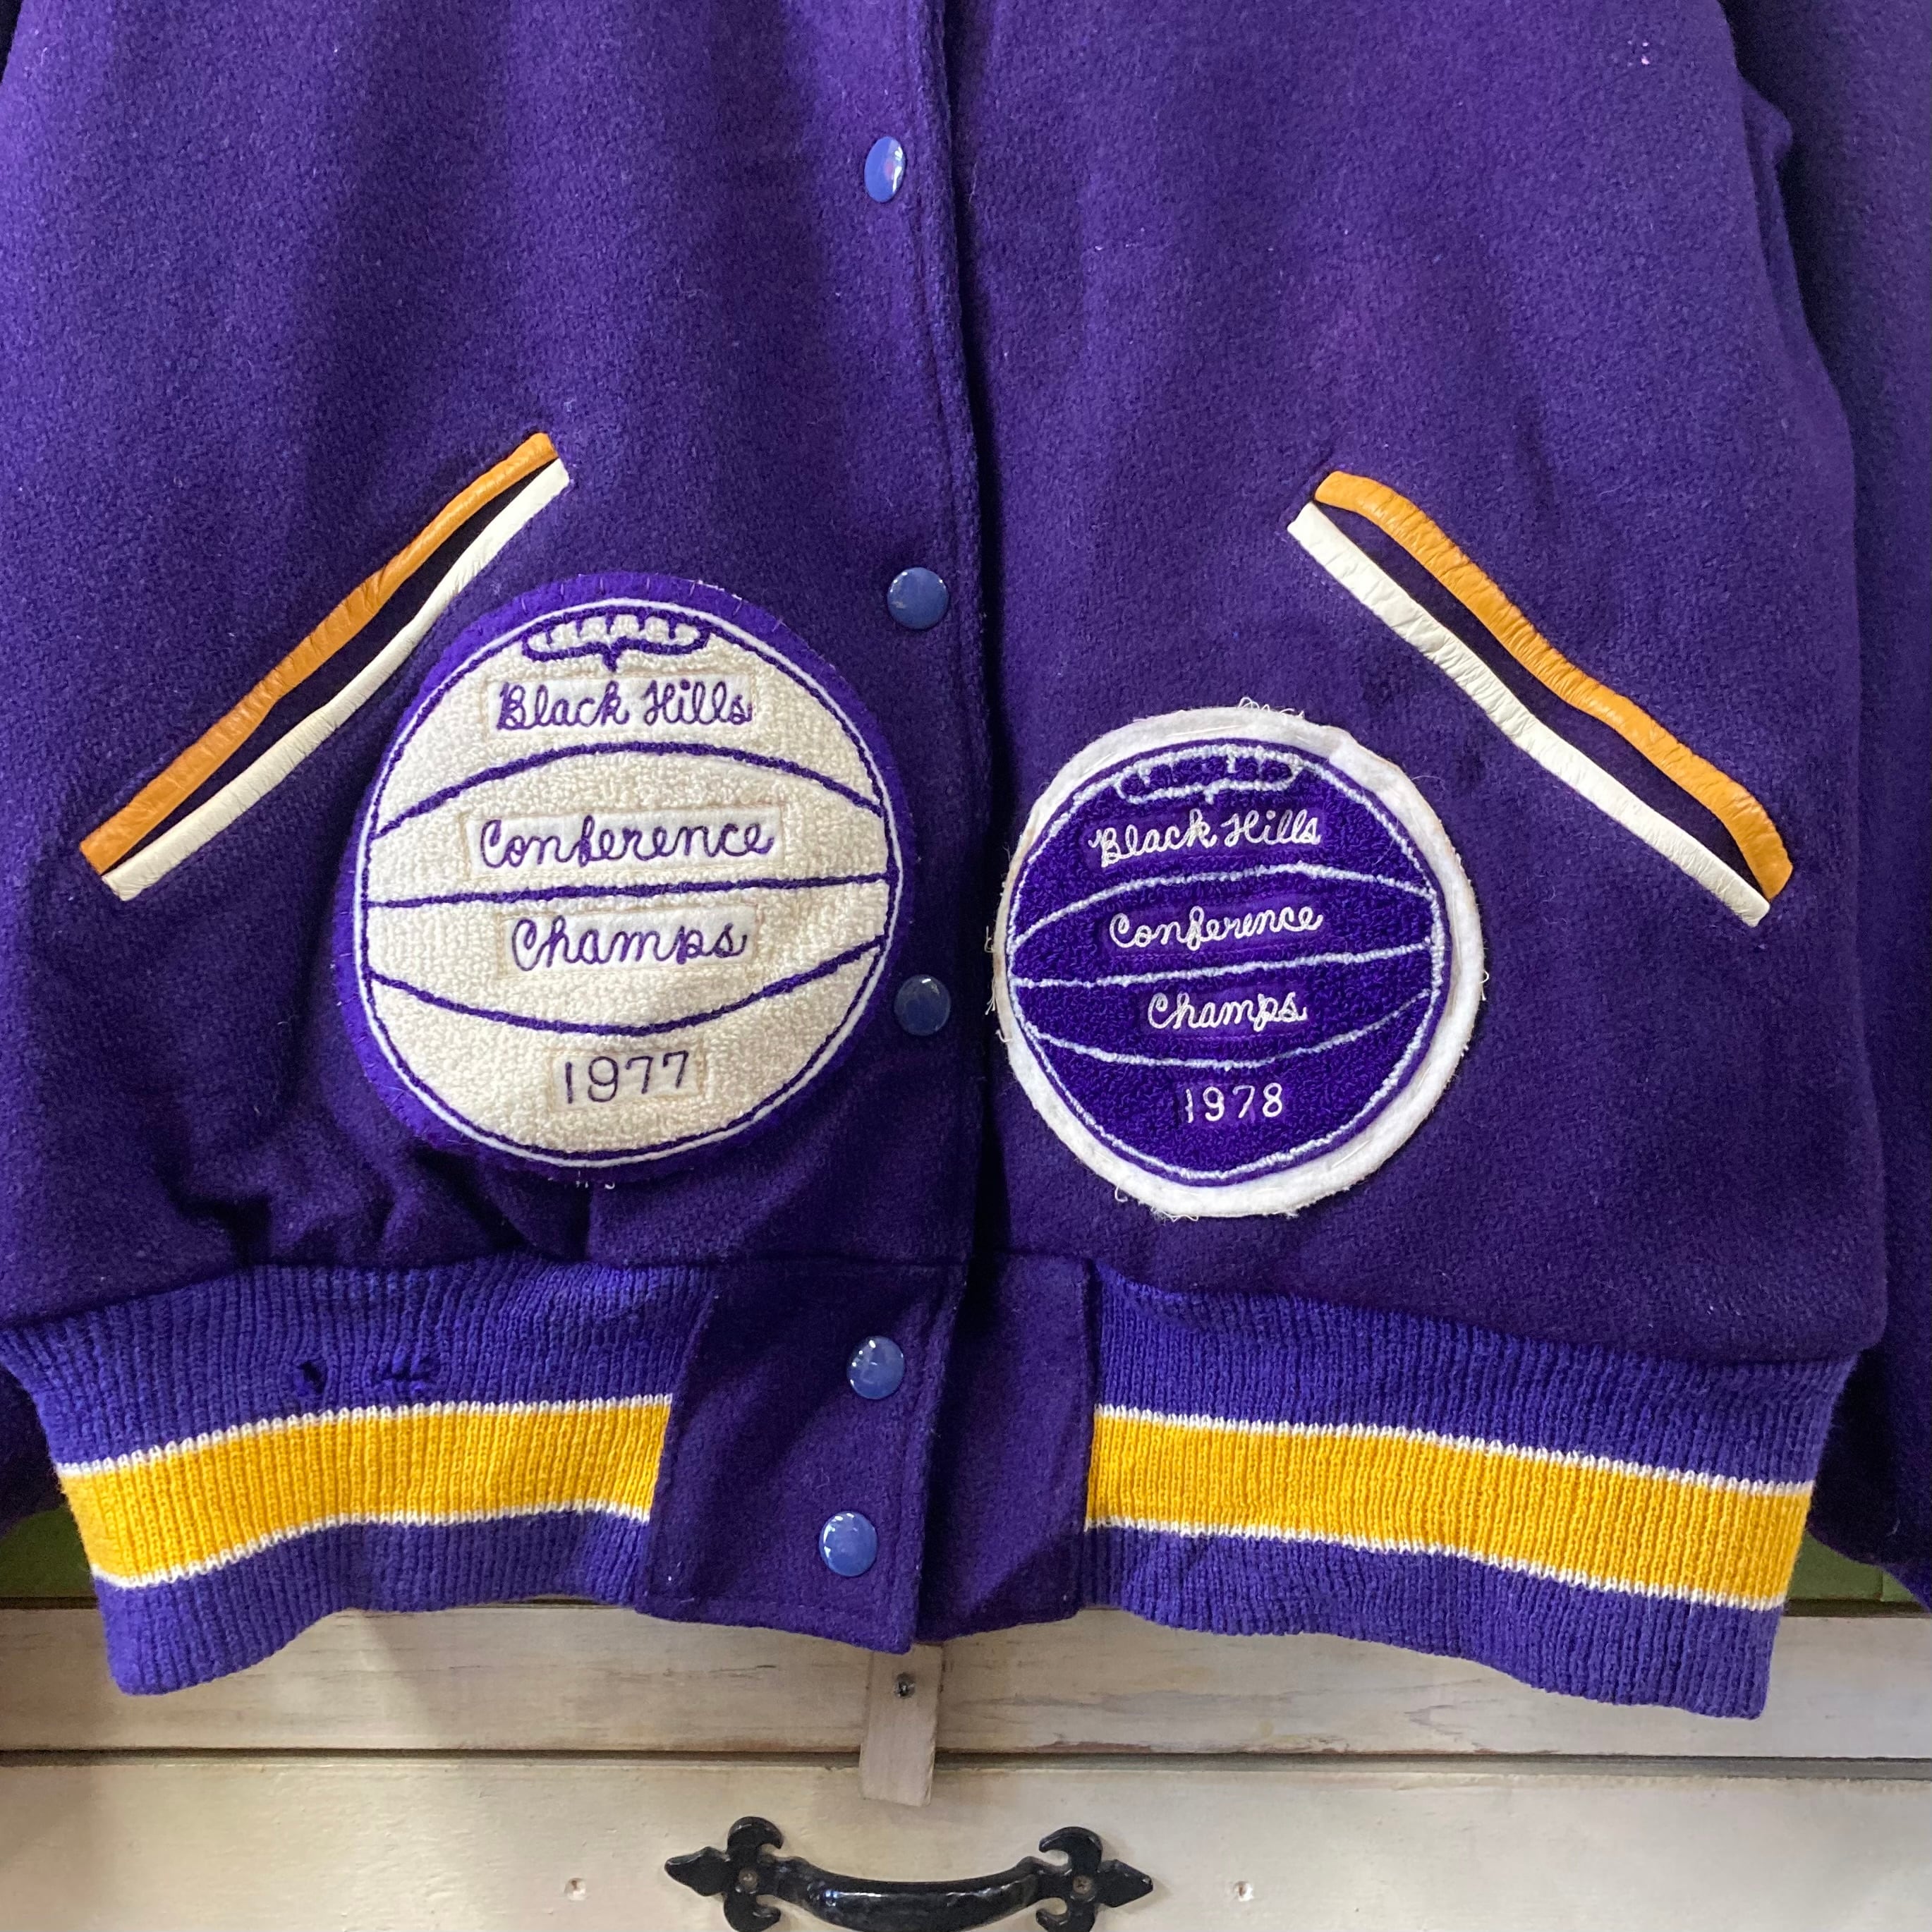 Black Hills
Conference
Champs
1977
Black Hills
Conference
Champs
1978